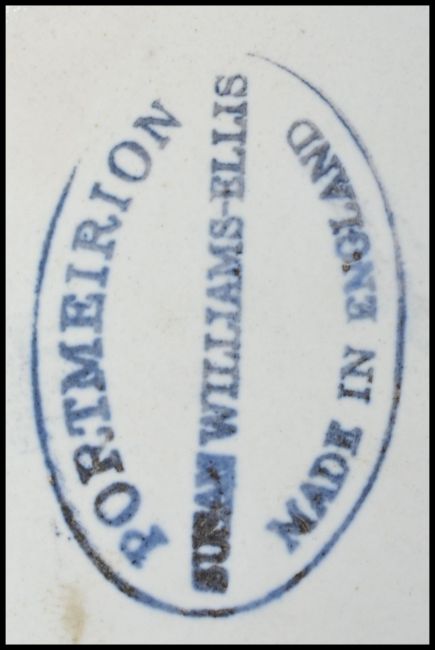 PORTMEIRION
SUSAN WILLIAMS-ELLIS
MADE IN ENGLAND